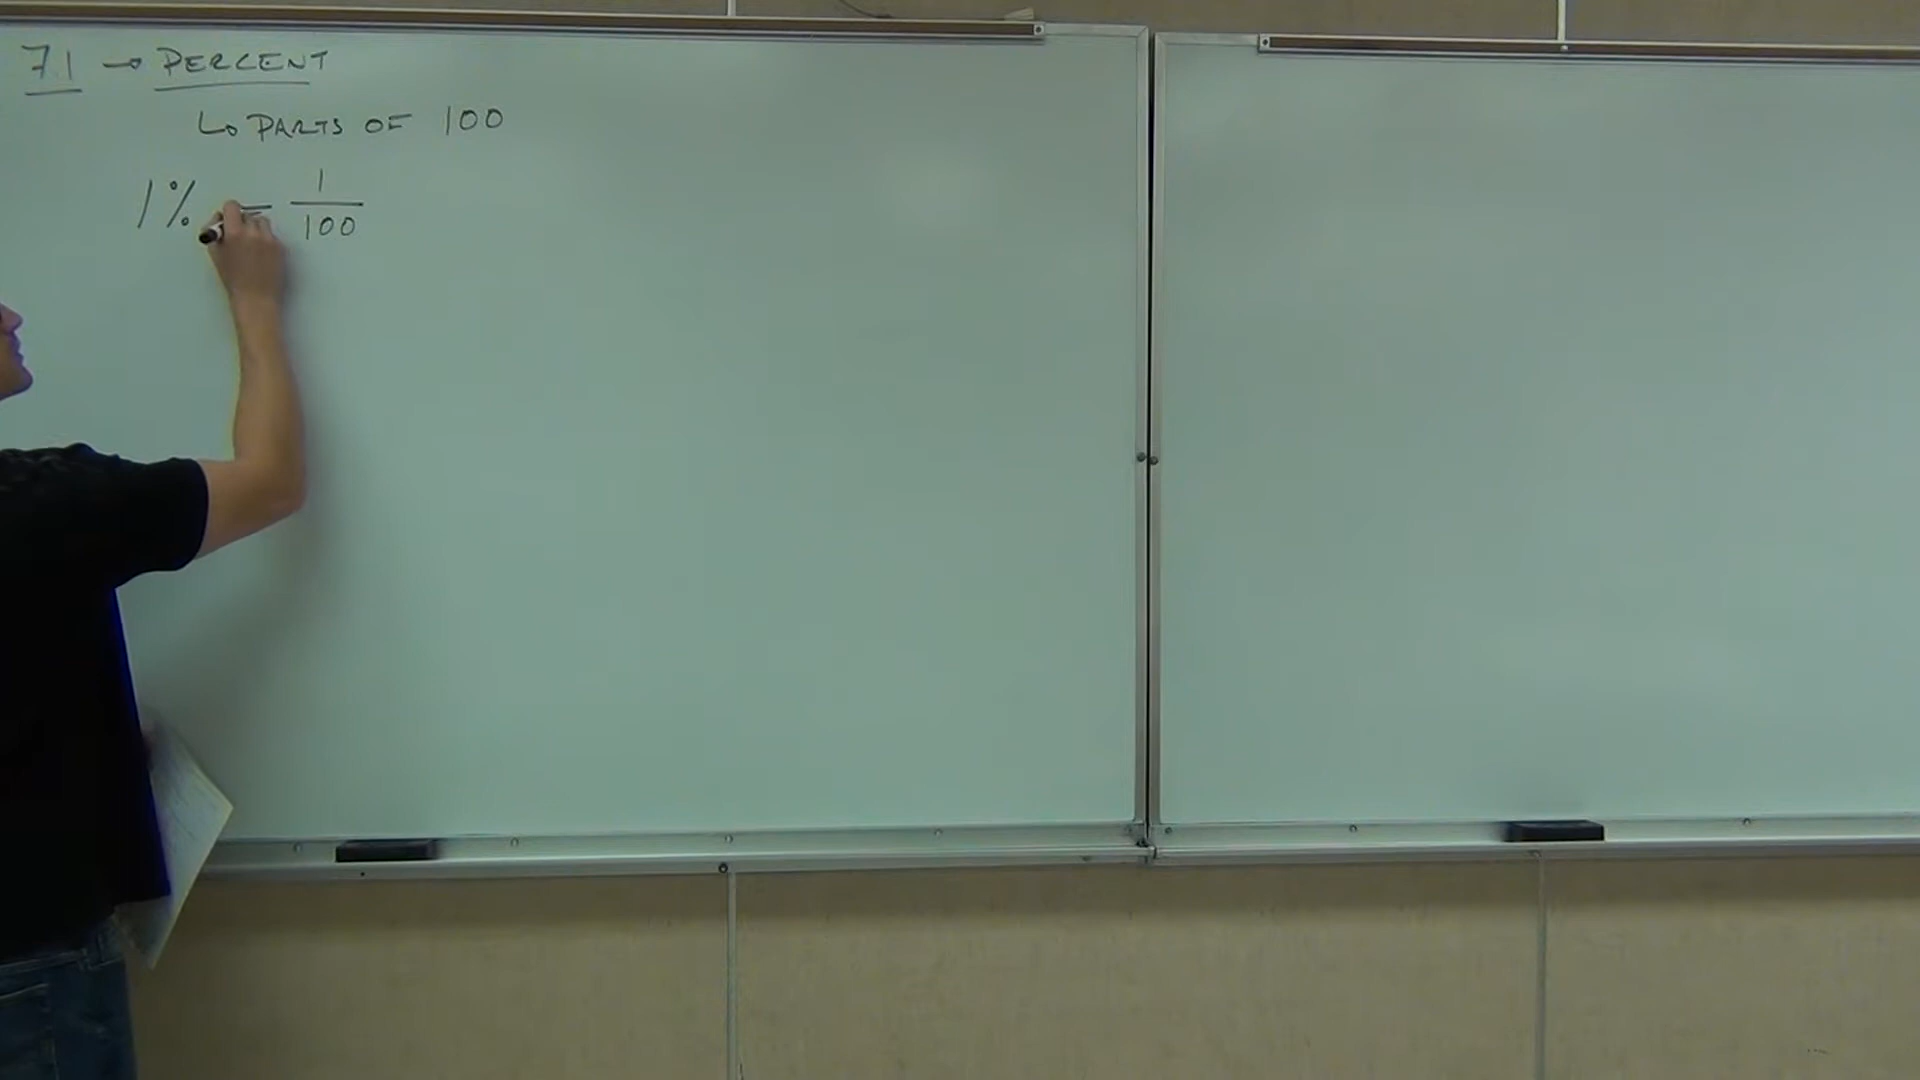 7.1 → PERCENT
↳ PARTS OF 100
1% = 1/100